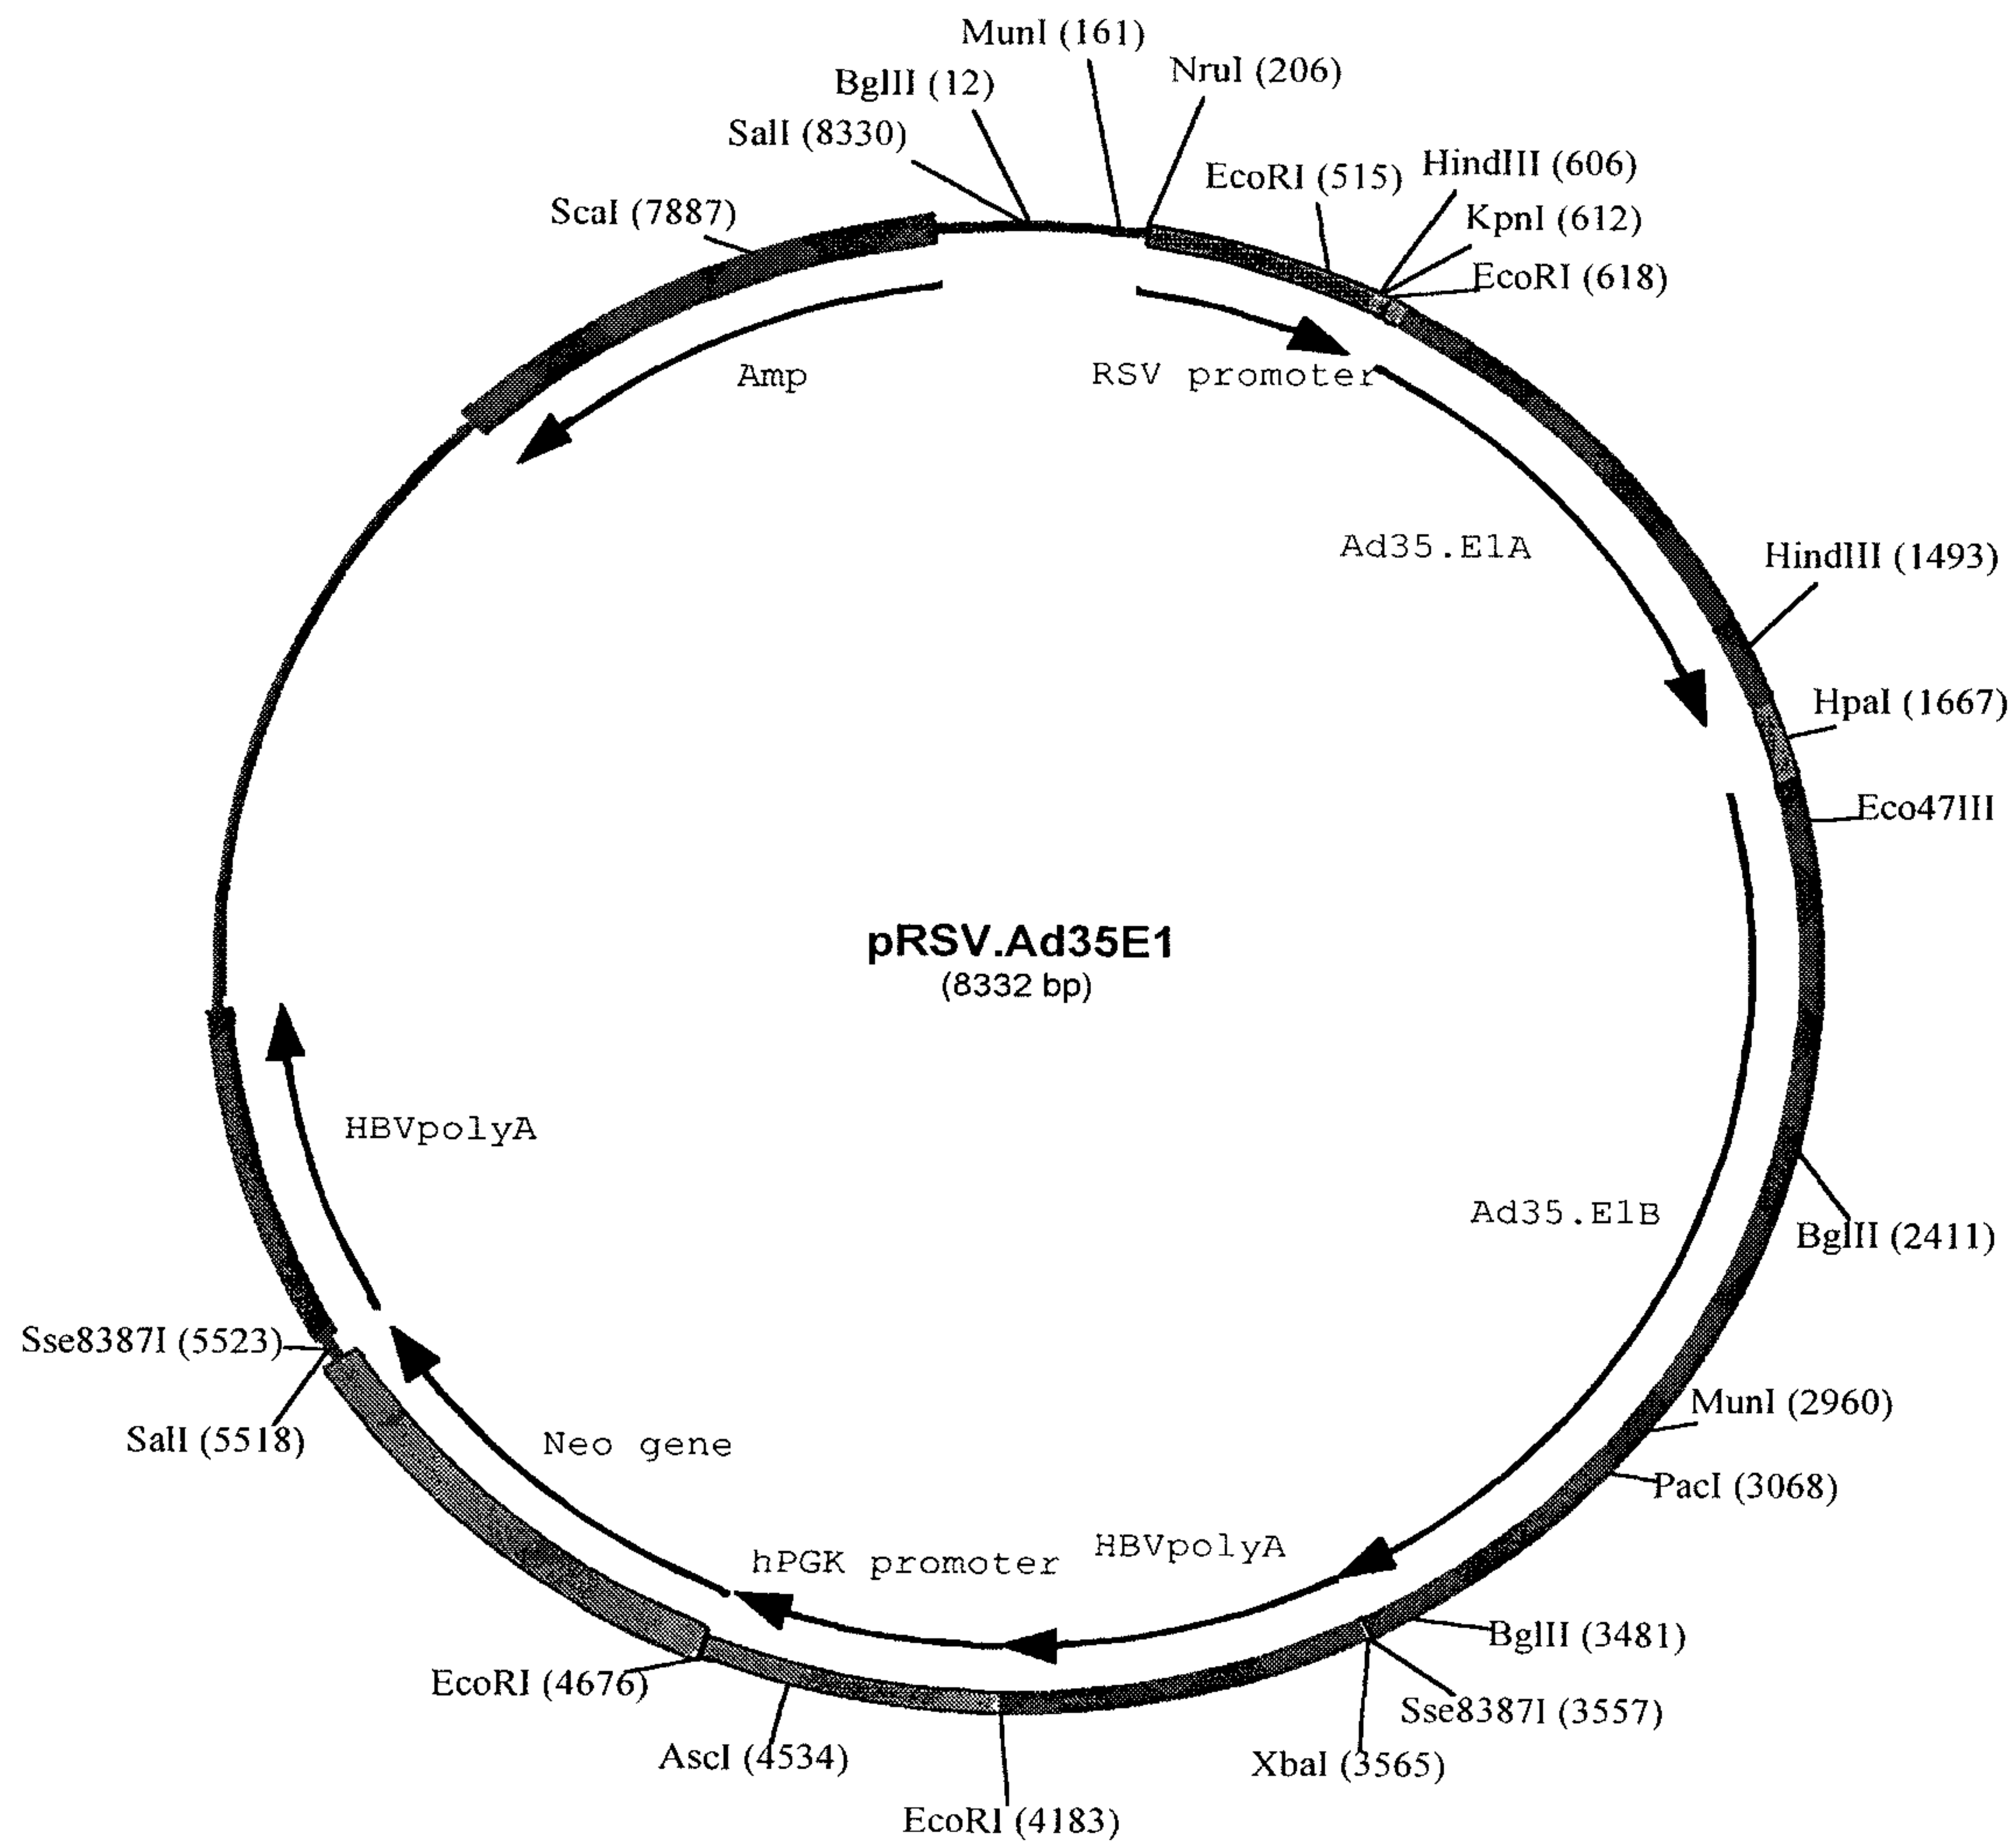 MunI (161)
NruI (206)
BglII (12)
SalI (8330)
HindIII (606)
EcoRI (515)
ScaI (7887)
KpnI (612)
EcoRI (618)
Amp
RSV promoter
Ad35.E1A
HindIII (1493)
HpaI (1667)
Eco47III
pRSV.Ad35E1
(8332 bp)
HBVpolyA
Ad35.E1B
BglII (2411)
Sse8387I (5523)
MunI (2960)
SalI (5518)
Neo gene
PacI (3068)
HBVpolyA
hPGK promoter
BglII (3481)
EcoRI (4676)
Sse8387I (3557)
AscI (4534)
XbaI (3565)
EcoRI (4183)